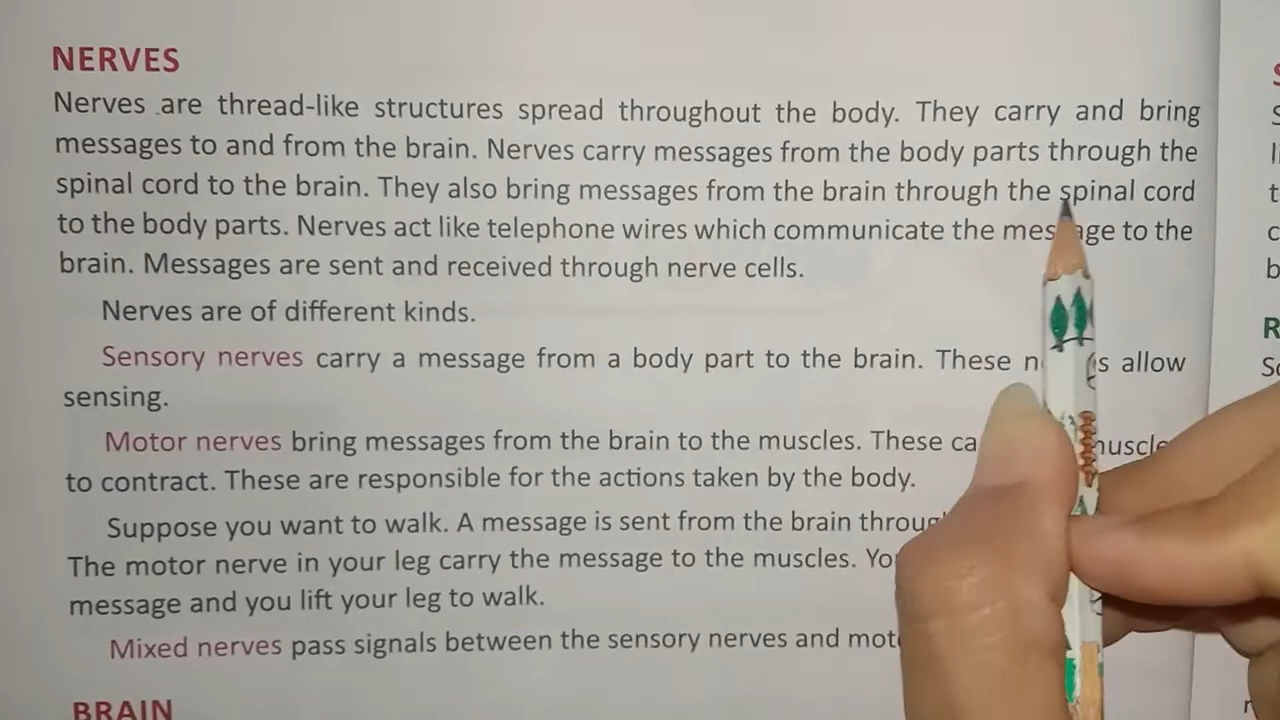 NERVES
Nerves are thread-like structures spread throughout the body. They carry and bring
messages to and from the brain. Nerves carry messages from the body parts through the
spinal cord to the brain. They also bring messages from the brain through the spinal cord
to the body parts. Nerves act like telephone wires which communicate the message to the
brain. Messages are sent and received through nerve cells.
Nerves are of different kinds.
Sensory nerves carry a message from a body part to the brain. These allow
sensing.
Motor nerves bring messages from the brain to the muscles. These
to contract. These are responsible for the actions taken by the body.
Suppose you want to walk. A message is sent from the brain
The motor nerve in your leg carry the message to the muscles.
message and you lift your leg to walk.
Mixed nerves pass signals between the sensory nerves and
BRAIN